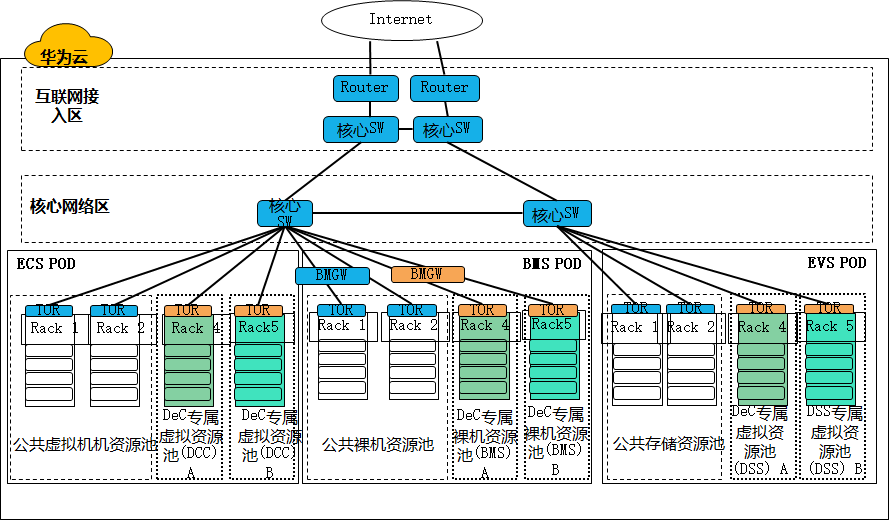 Internet
华为云
互联网接
入区
Router
Router
核心SW
核心SW
核心网络区
核心
SW
核心SW
ECS POD
BMS POD
EVS POD
BMGW
BMGW
TOR
TOR
TOR
TOR
TOR
TOR
TOR
TOR
TOR
TOR
TOR
TOR
Rack 1
Rack 2
Rack 4
Rack5
Rack 1
Rack 2
Rack 4
Rack5
Rack 1
Rack 2
Rack 4
Rack 5
公共虚拟机机资源池
DeC专属
虚拟资源
池(DCC)
A
DeC专属
虚拟资源
池(DCC)
B
公共裸机资源池
DeC专属
裸机资源
池(BMS)
A
DeC专属
裸机资源
池(BMS)
B
公共存储资源池
DeC专属
虚拟资
源池
(DSS) A
DSS专属
虚拟资
源池
(DSS) B